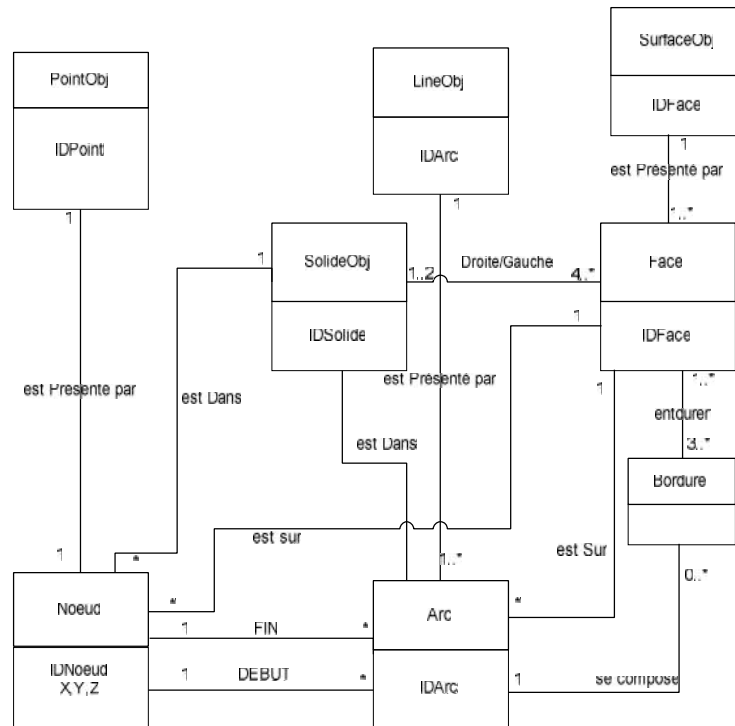 SurfaceObj
IDFace
1
est Présenté par
1..*
PointObj
IDPoint
1
est Présenté par
1
LineObj
IDArc
1
est Présenté par
1..*
SolideObj
IDSolide
1
1..2
Droite/Gauche
4..*
Face
IDFace
1
1
1..*
entourer
3..*
Bordure
0..*
est Dans
*
est Dans
est sur
*
est Sur
*
Noeud
IDNoeud
X,Y,Z
1
FIN
*
1
DEBUT
*
Arc
IDArc
1
se compose